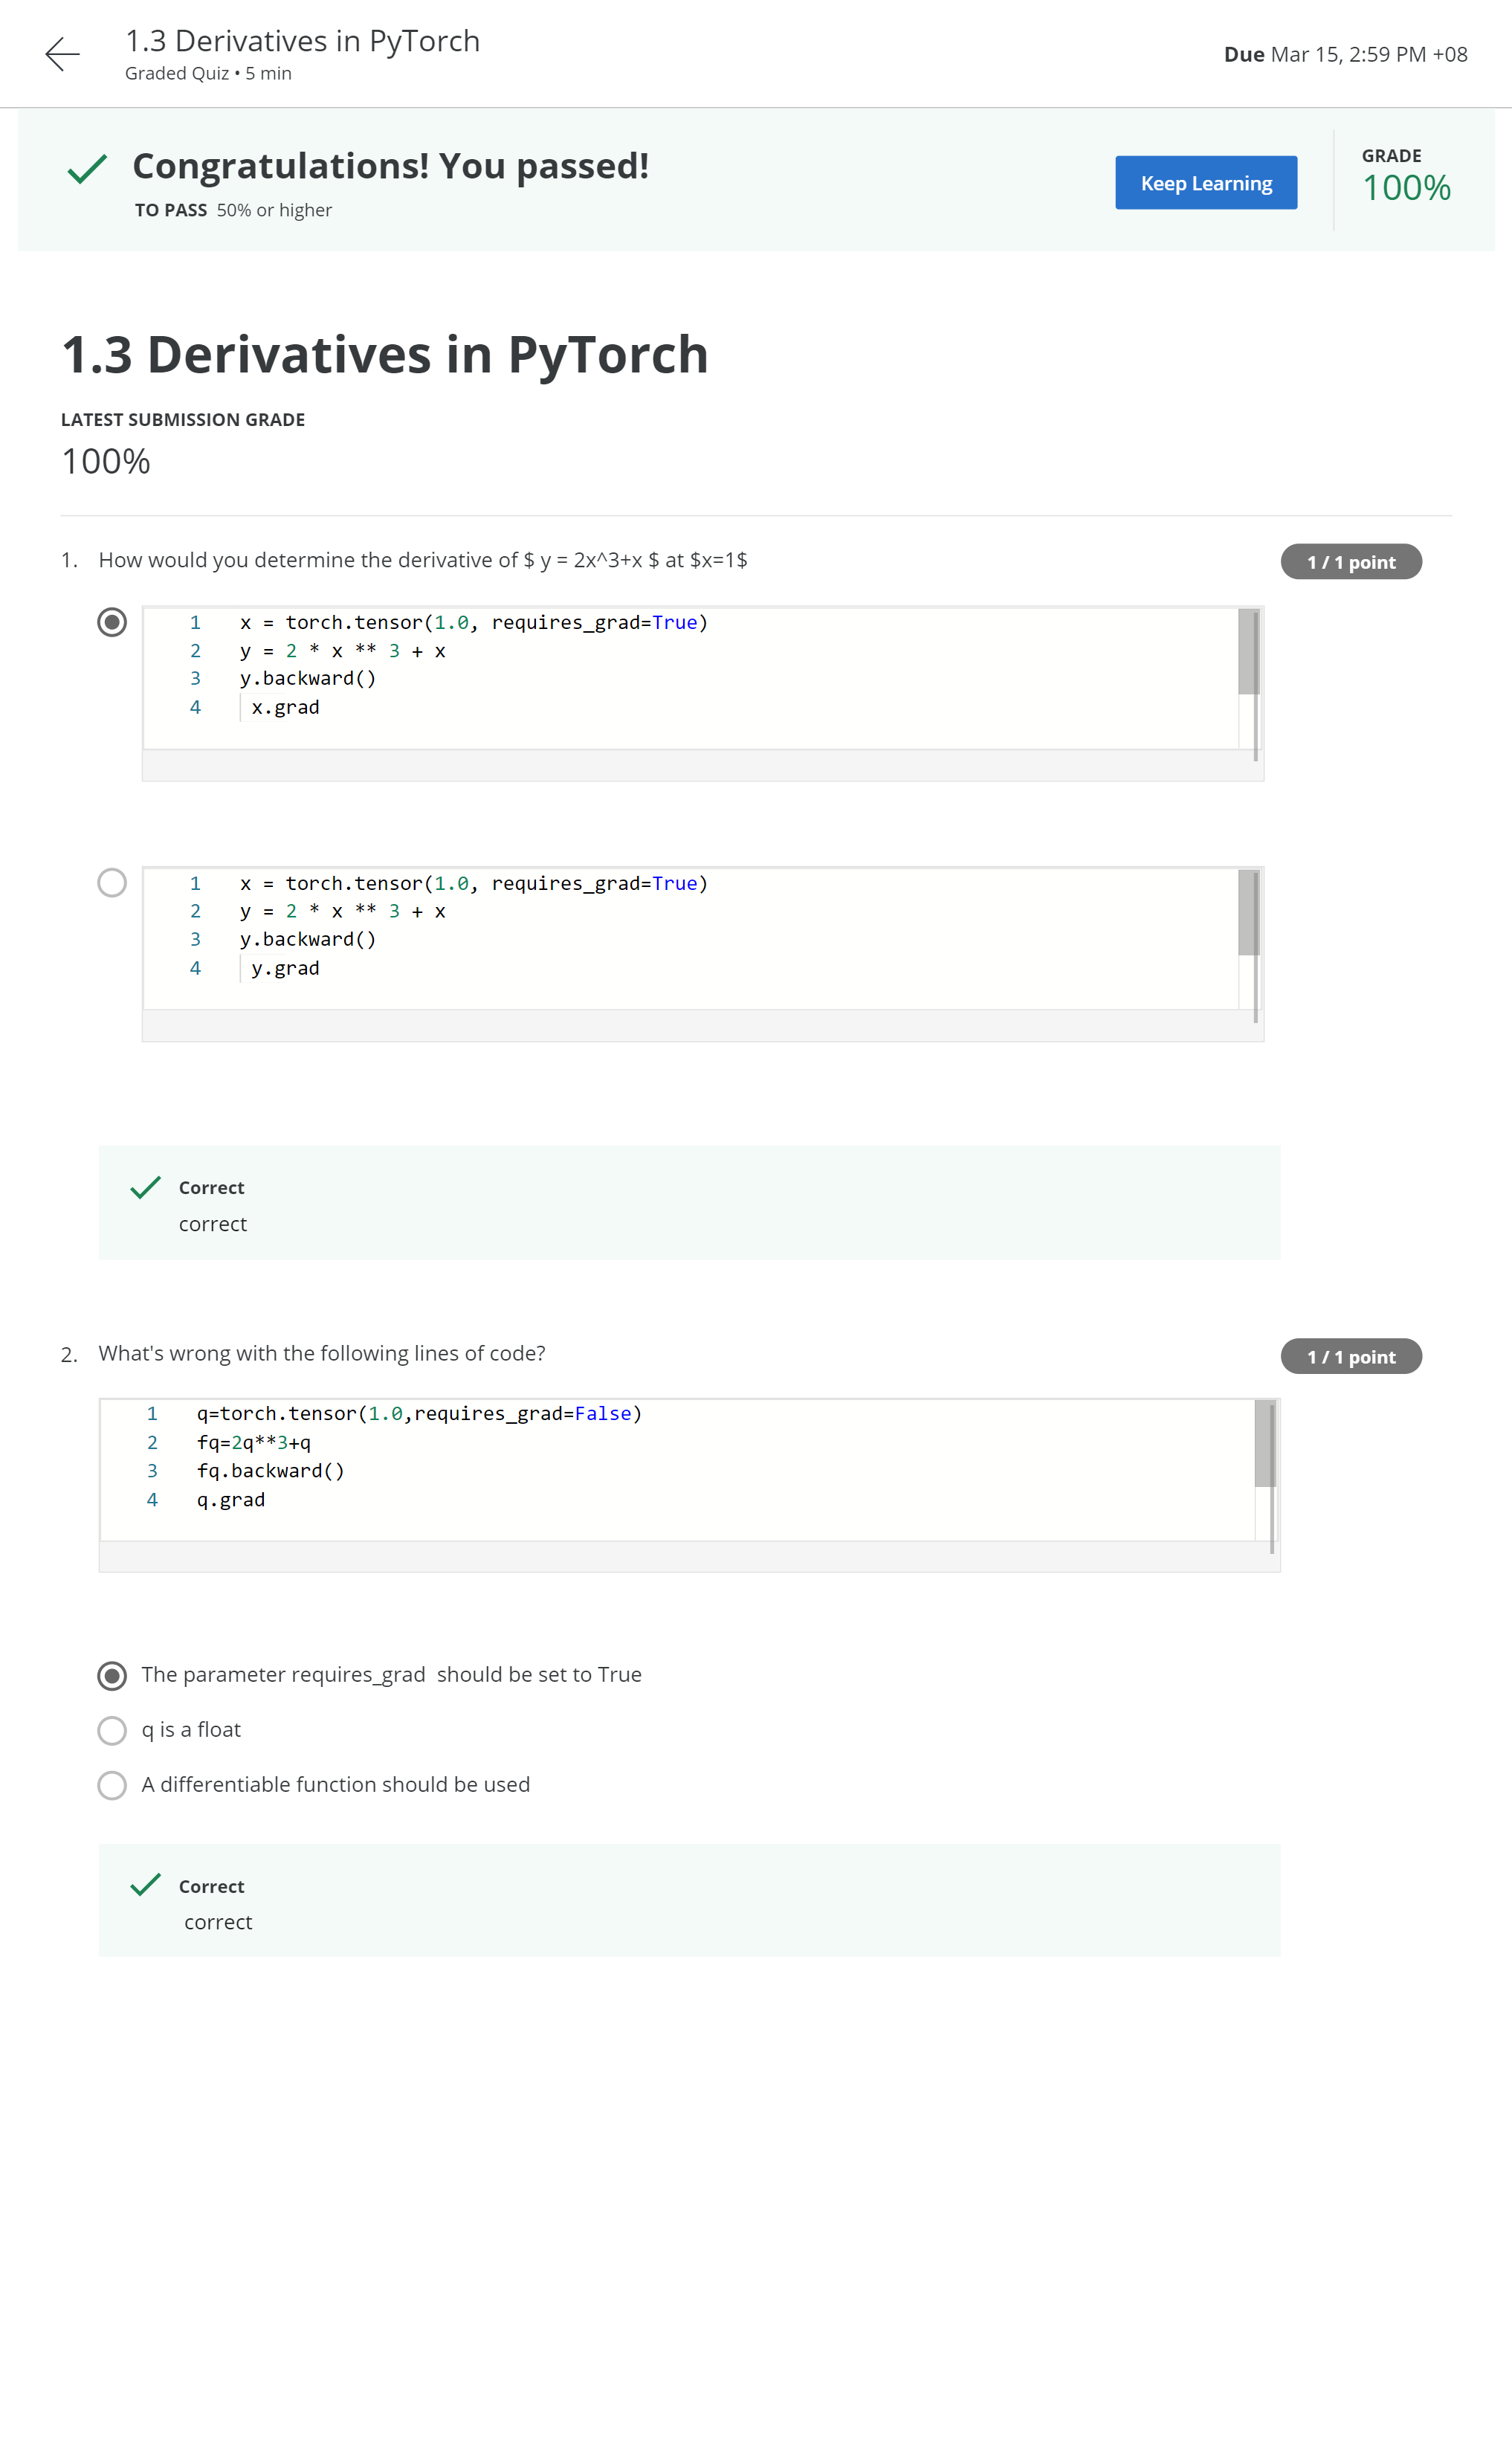 1.3 Derivatives in PyTorch
Graded Quiz • 5 min
Due Mar 15, 2:59 PM +08
Congratulations! You passed!
TO PASS 50% or higher
Keep Learning
GRADE
100%
1.3 Derivatives in PyTorch
LATEST SUBMISSION GRADE
100%
1. How would you determine the derivative of $ y = 2x^3+x $ at $x=1$
1 / 1 point
1 x = torch.tensor(1.0, requires_grad=True)
2 y = 2 * x ** 3 + x
3 y.backward()
4 x.grad
1 x = torch.tensor(1.0, requires_grad=True)
2 y = 2 * x ** 3 + x
3 y.backward()
4 y.grad
Correct
correct
2. What's wrong with the following lines of code?
1 / 1 point
1 q=torch.tensor(1.0,requires_grad=False)
2 fq=2q**3+q
3 fq.backward()
4 q.grad
The parameter requires_grad should be set to True
q is a float
A differentiable function should be used
Correct
correct